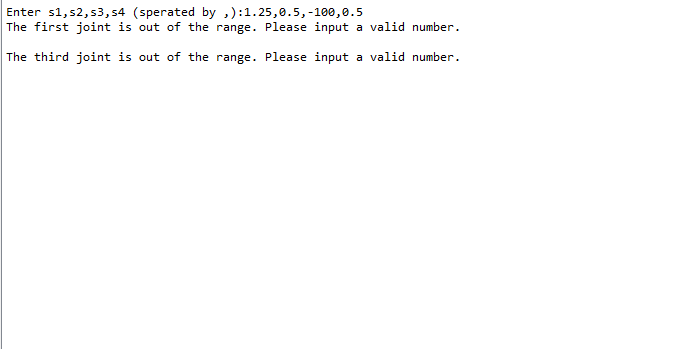 Enter s1,s2,s3,s4 (sperated by ,):1.25,0.5,-100,0.5
The first joint is out of the range. Please input a valid number.
The third joint is out of the range. Please input a valid number.